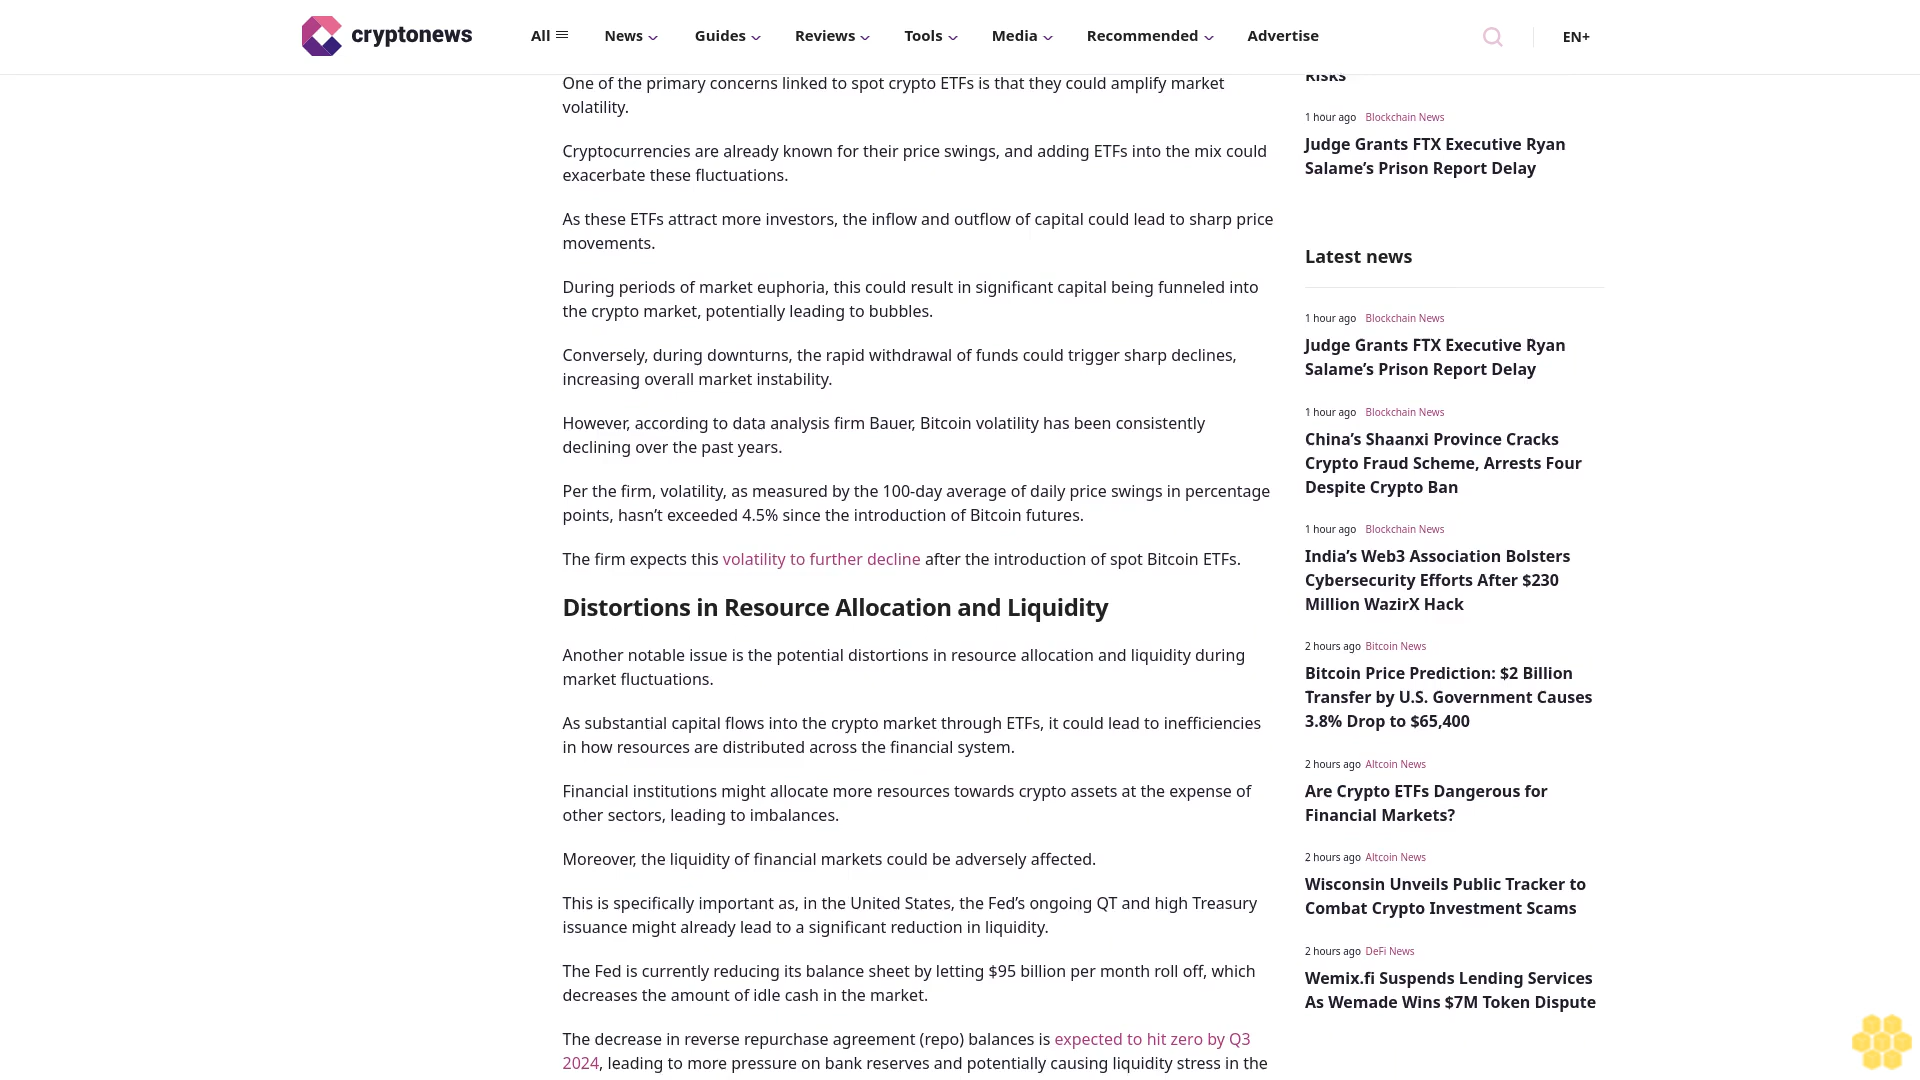 cryptonews
All
News
Guides
Reviews
Tools
Media
Recommended
Advertise
EN+
One of the primary concerns linked to spot crypto ETFs is that they could amplify market
volatility.
Cryptocurrencies are already known for their price swings, and adding ETFs into the mix could
exacerbate these fluctuations.
As these ETFs attract more investors, the inflow and outflow of capital could lead to sharp price
movements.
During periods of market euphoria, this could result in significant capital being funneled into
the crypto market, potentially leading to bubbles.
Conversely, during downturns, the rapid withdrawal of funds could trigger sharp declines,
increasing overall market instability.
However, according to data analysis firm Bauer, Bitcoin volatility has been consistently
declining over the past years.
Per the firm, volatility, as measured by the 100-day average of daily price swings in percentage
points, hasn’t exceeded 4.5% since the introduction of Bitcoin futures.
The firm expects this volatility to further decline after the introduction of spot Bitcoin ETFs.
Distortions in Resource Allocation and Liquidity
Another notable issue is the potential distortions in resource allocation and liquidity during
market fluctuations.
As substantial capital flows into the crypto market through ETFs, it could lead to inefficiencies
in how resources are distributed across the financial system.
Financial institutions might allocate more resources towards crypto assets at the expense of
other sectors, leading to imbalances.
Moreover, the liquidity of financial markets could be adversely affected.
This is specifically important as, in the United States, the Fed’s ongoing QT and high Treasury
issuance might already lead to a significant reduction in liquidity.
The Fed is currently reducing its balance sheet by letting $95 billion per month roll off, which
decreases the amount of idle cash in the market.
The decrease in reverse repurchase agreement (repo) balances is expected to hit zero by Q3
2024, leading to more pressure on bank reserves and potentially causing liquidity stress in the
Risks
1 hour ago Blockchain News
Judge Grants FTX Executive Ryan
Salame’s Prison Report Delay
Latest news
1 hour ago Blockchain News
Judge Grants FTX Executive Ryan
Salame’s Prison Report Delay
1 hour ago Blockchain News
China’s Shaanxi Province Cracks
Crypto Fraud Scheme, Arrests Four
Despite Crypto Ban
1 hour ago Blockchain News
India’s Web3 Association Bolsters
Cybersecurity Efforts After $230
Million WazirX Hack
2 hours ago Bitcoin News
Bitcoin Price Prediction: $2 Billion
Transfer by U.S. Government Causes
3.8% Drop to $65,400
2 hours ago Altcoin News
Are Crypto ETFs Dangerous for
Financial Markets?
2 hours ago Altcoin News
Wisconsin Unveils Public Tracker to
Combat Crypto Investment Scams
2 hours ago DeFi News
Wemix.fi Suspends Lending Services
As Wemade Wins $7M Token Dispute